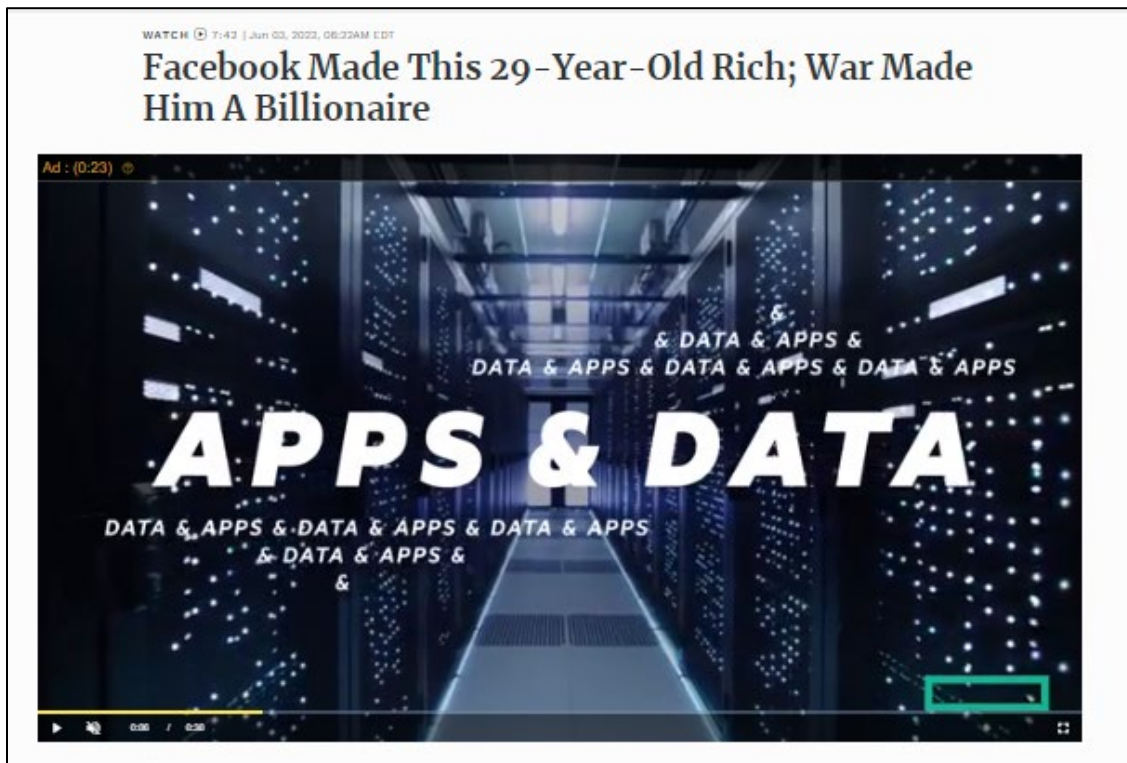 WATCH 7:43 | Jun 03, 2023, 06:22AM EDT
Facebook Made This 29-Year-Old Rich; War Made
Him A Billionaire
Ad : (0:23)
&
& DATA & APPS &
DATA & APPS & DATA & APPS & DATA & APPS
APPS & DATA
DATA & APPS & DATA & APPS & DATA & APPS
& DATA & APPS &
&
0:06 / 0:30